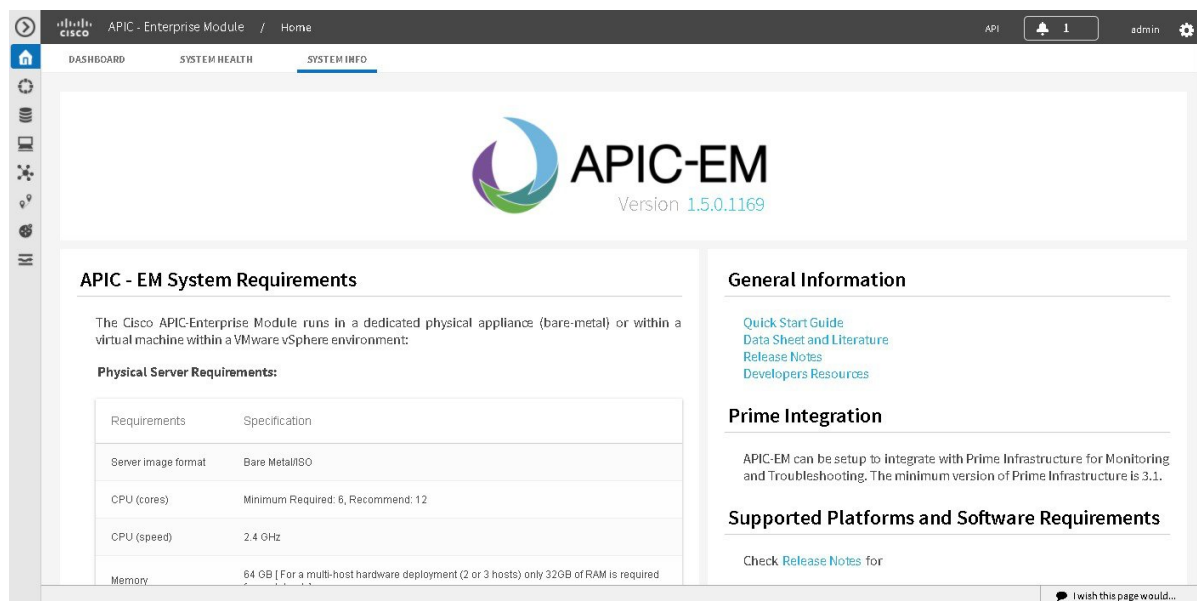 CISCO APIC - Enterprise Module / Home API 1 admin
DASHBOARD SYSTEM HEALTH SYSTEM INFO
APIC-EM
Version 1.5.0.1169
APIC - EM System Requirements
The Cisco APIC-Enterprise Module runs in a dedicated physical appliance (bare-metal) or within a
virtual machine within a VMware vSphere environment:
Physical Server Requirements:
Requirements Specification
Server image format Bare Metal/ISO
CPU (cores) Minimum Required: 6, Recommend: 12
CPU (speed) 2.4 GHz
Memory 64 GB [ For a multi-host hardware deployment (2 or 3 hosts) only 32GB of RAM is required
General Information
Quick Start Guide
Data Sheet and Literature
Release Notes
Developers Resources
Prime Integration
APIC-EM can be setup to integrate with Prime Infrastructure for Monitoring
and Troubleshooting. The minimum version of Prime Infrastructure is 3.1.
Supported Platforms and Software Requirements
Check Release Notes for
I wish this page would...